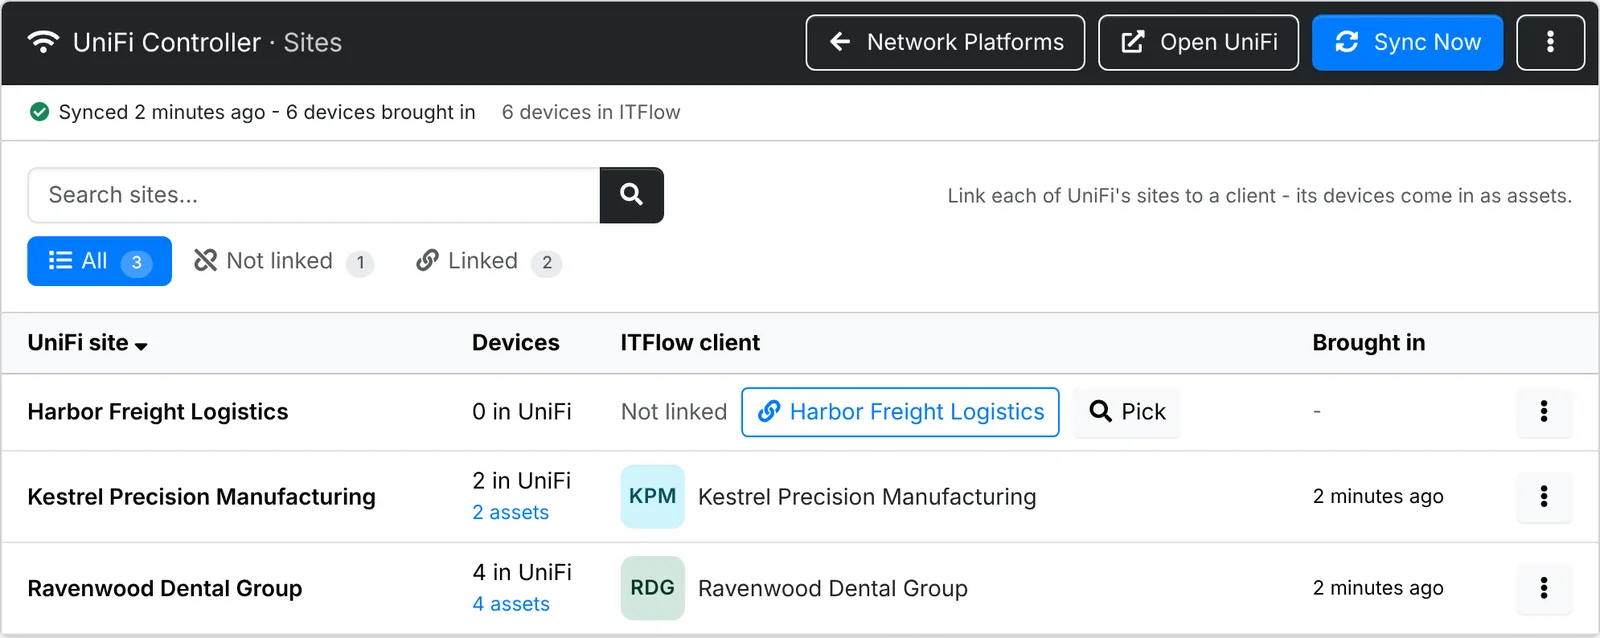 UniFi Controller · Sites
Network Platforms
Open UniFi
Sync Now
Synced 2 minutes ago - 6 devices brought in
6 devices in ITFlow
Search sites...
Link each of UniFi's sites to a client - its devices come in as assets.
All 3
Not linked 1
Linked 2
UniFi site
Devices
ITFlow client
Brought in
Harbor Freight Logistics
0 in UniFi
Not linked
Harbor Freight Logistics
Pick
-
Kestrel Precision Manufacturing
2 in UniFi
2 assets
KPM
Kestrel Precision Manufacturing
2 minutes ago
Ravenwood Dental Group
4 in UniFi
4 assets
RDG
Ravenwood Dental Group
2 minutes ago